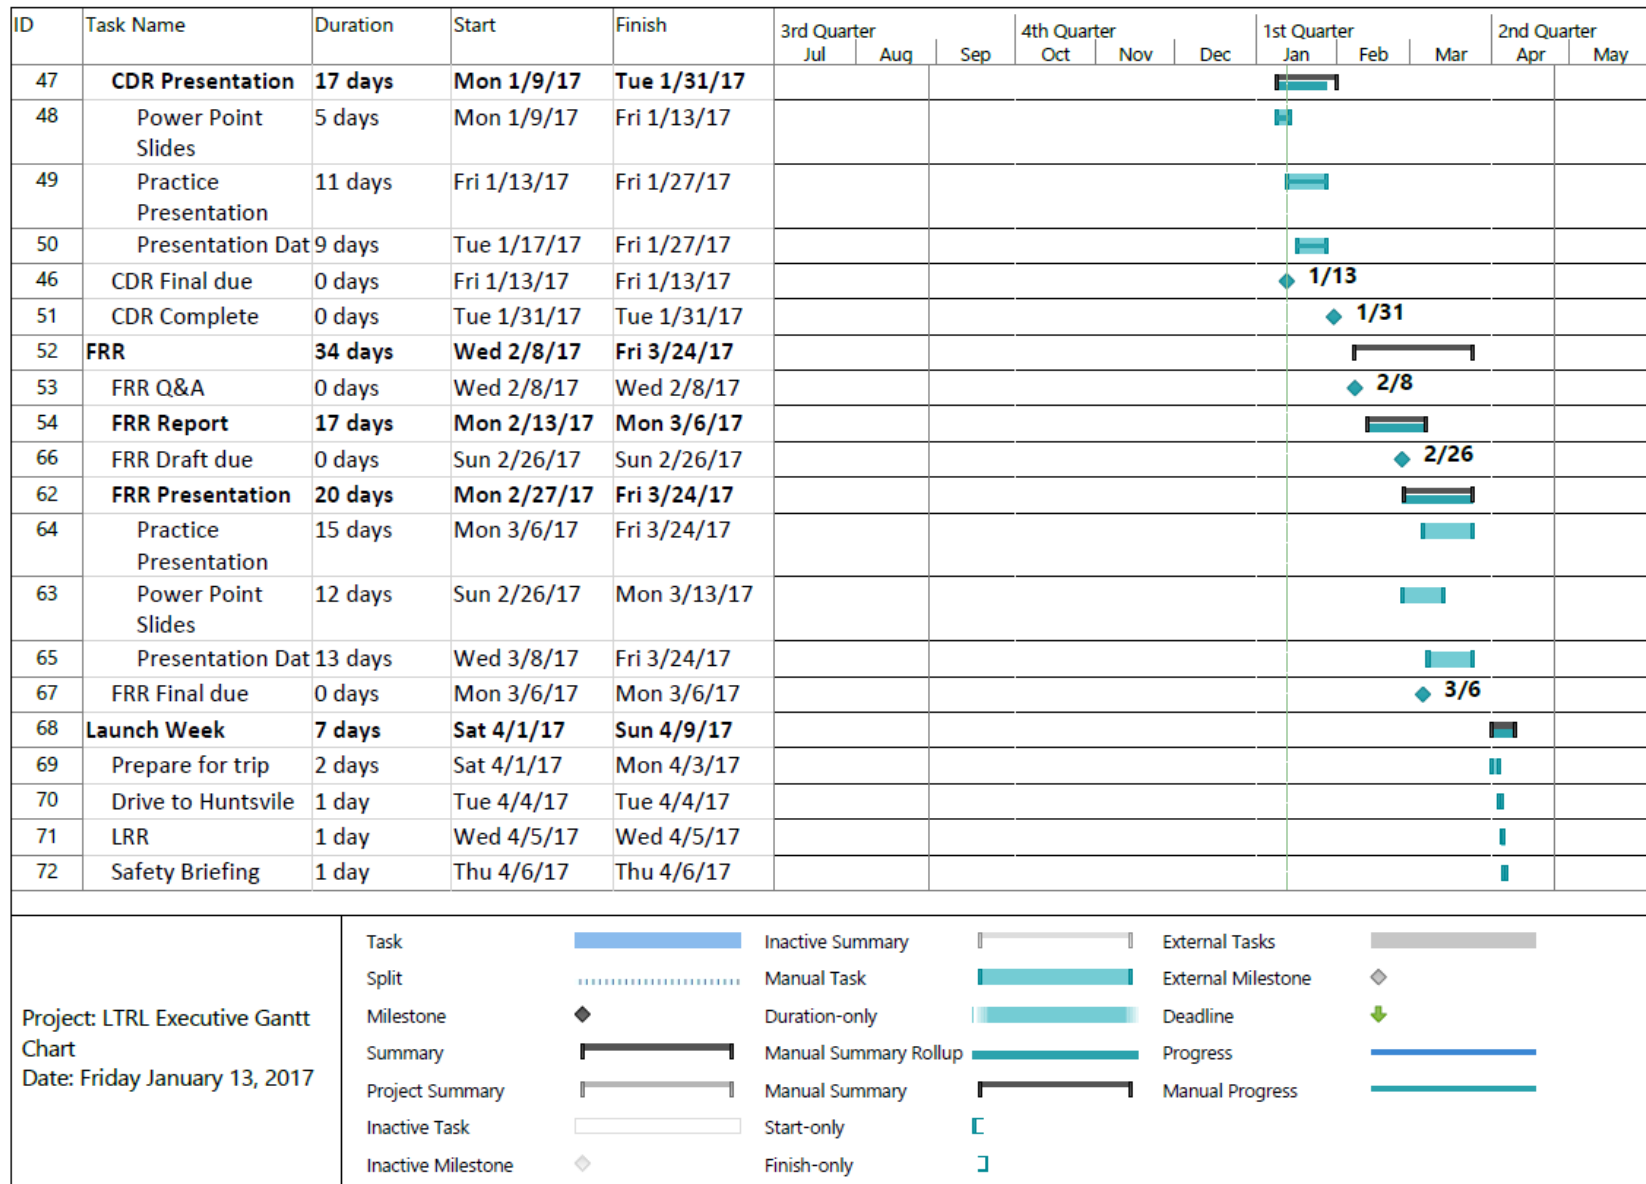 ID Task Name Duration Start Finish 3rd Quarter 4th Quarter 1st Quarter 2nd Quarter
Jul Aug Sep Oct Nov Dec Jan Feb Mar Apr May
47 CDR Presentation 17 days Mon 1/9/17 Tue 1/31/17
48 Power Point 5 days Mon 1/9/17 Fri 1/13/17
Slides
49 Practice 11 days Fri 1/13/17 Fri 1/27/17
Presentation
50 Presentation Dat 9 days Tue 1/17/17 Fri 1/27/17
46 CDR Final due 0 days Fri 1/13/17 Fri 1/13/17 1/13
51 CDR Complete 0 days Tue 1/31/17 Tue 1/31/17 1/31
52 FRR 34 days Wed 2/8/17 Fri 3/24/17
53 FRR Q&A 0 days Wed 2/8/17 Wed 2/8/17 2/8
54 FRR Report 17 days Mon 2/13/17 Mon 3/6/17
66 FRR Draft due 0 days Sun 2/26/17 Sun 2/26/17 2/26
62 FRR Presentation 20 days Mon 2/27/17 Fri 3/24/17
64 Practice 15 days Mon 3/6/17 Fri 3/24/17
Presentation
63 Power Point 12 days Sun 2/26/17 Mon 3/13/17
Slides
65 Presentation Dat 13 days Wed 3/8/17 Fri 3/24/17
67 FRR Final due 0 days Mon 3/6/17 Mon 3/6/17 3/6
68 Launch Week 7 days Sat 4/1/17 Sun 4/9/17
69 Prepare for trip 2 days Sat 4/1/17 Mon 4/3/17
70 Drive to Huntsvile 1 day Tue 4/4/17 Tue 4/4/17
71 LRR 1 day Wed 4/5/17 Wed 4/5/17
72 Safety Briefing 1 day Thu 4/6/17 Thu 4/6/17
Project: LTRL Executive Gantt
Chart
Date: Friday January 13, 2017
Task Inactive Summary External Tasks
Split Manual Task External Milestone
Milestone Duration-only Deadline
Summary Manual Summary Rollup Progress
Project Summary Manual Summary Manual Progress
Inactive Task Start-only
Inactive Milestone Finish-only